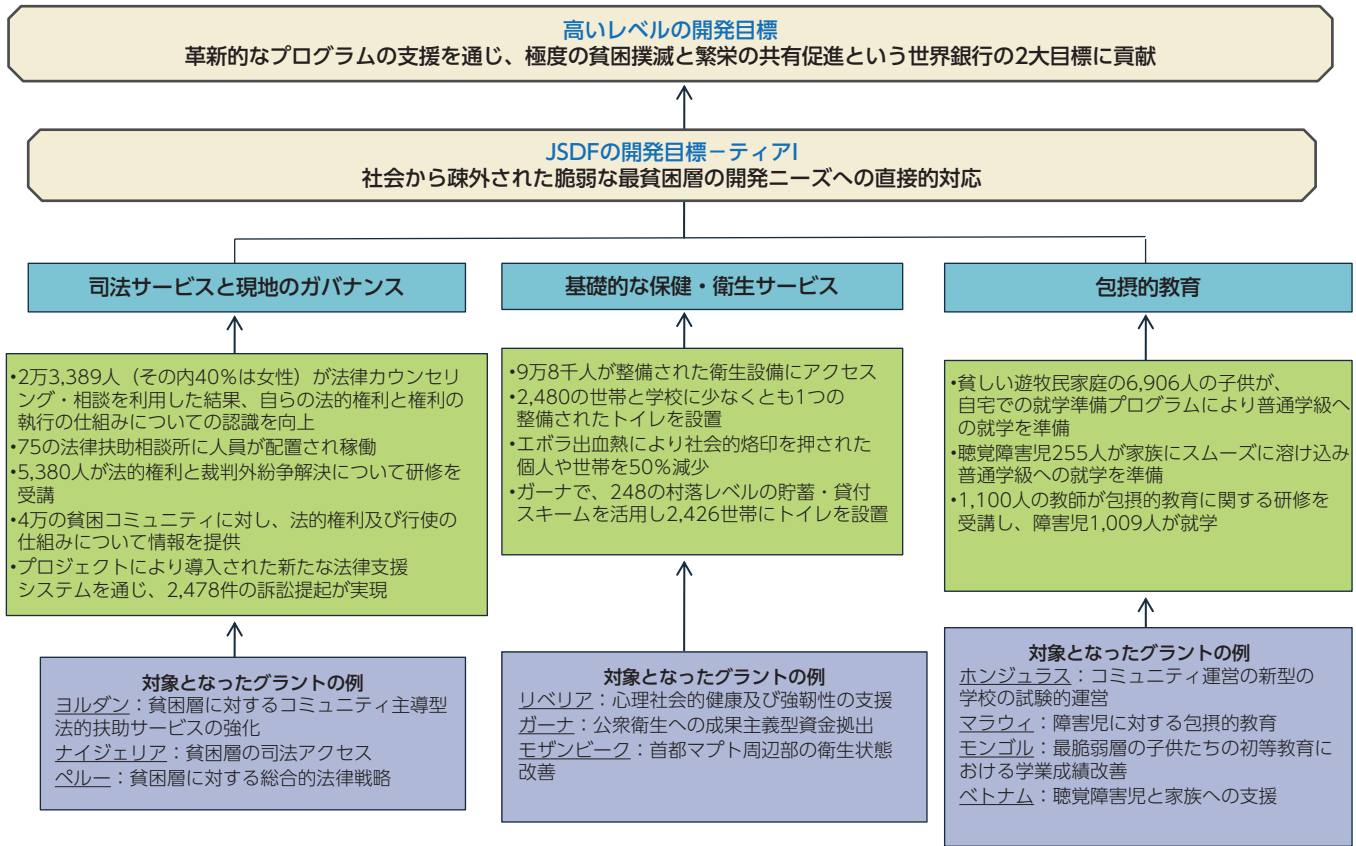 高いレベルの開発目標
革新的なプログラムの支援を通じ、極度の貧困撲滅と繁栄の共有促進という世界銀行の2大目標に貢献
JSDFの開発目標－ティアI
社会から疎外された脆弱な最貧困層の開発ニーズへの直接的対応
司法サービスと現地のガバナンス
•2万3,389人（その内40％は女性）が法律カウンセリ
ング・相談を利用した結果、自らの法的権利と権利の
執行の仕組みについての認識を向上
•75の法律扶助相談所に人員が配置され稼働
•5,380人が法的権利と裁判外紛争解決について研修を
受講
•4万の貧困コミュニティに対し、法的権利及び行使の
仕組みについて情報を提供
•プロジェクトにより導入された新たな法律支援
システムを通じ、2,478件の訴訟提起が実現
対象となったグラントの例
ヨルダン：貧困層に対するコミュニティ主導型
法的扶助サービスの強化
ナイジェリア：貧困層の司法アクセス
ペルー：貧困層に対する総合的法律戦略
基礎的な保健・衛生サービス
•9万8千人が整備された衛生設備にアクセス
•2,480の世帯と学校に少なくとも1つの
整備されたトイレを設置
•エボラ出血熱により社会的烙印を押された
個人や世帯を50％減少
•ガーナで、248の村落レベルの貯蓄・貸付
スキームを活用し2,426世帯にトイレを設置
対象となったグラントの例
リベリア：心理社会的健康及び強靭性の支援
ガーナ：公衆衛生への成果主義型資金拠出
モザンビーク：首都マプト周辺部の衛生状態
改善
包摂的教育
•貧しい遊牧民家庭の6,906人の子供が、
自宅での就学準備プログラムにより普通学級へ
の就学を準備
•聴覚障害児255人が家族にスムーズに溶け込み
普通学級への就学を準備
•1,100人の教師が包摂的教育に関する研修を
受講し、障害児1,009人が就学
対象となったグラントの例
ホンジュラス：コミュニティ運営の新型の
学校の試験的運営
マラウィ：障害児に対する包摂的教育
モンゴル：最脆弱層の子供たちの初等教育に
おける学業成績改善
ベトナム：聴覚障害児と家族への支援